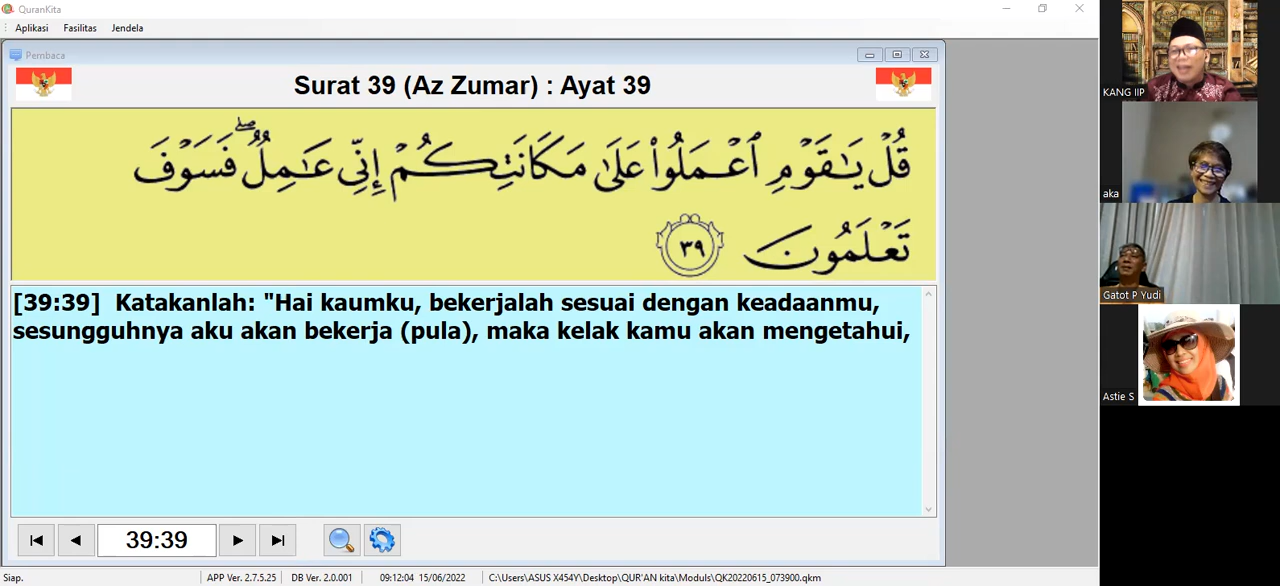 QuranKita
Aplikasi Fasilitas Jendela
Pembaca
Surat 39 (Az Zumar) : Ayat 39
قُلْ يَـٰقَوْمِ ٱعْمَلُوا۟ عَلَىٰ مَكَانَتِكُمْ إِنِّى عَـٰمِلٌۭ ۖ فَسَوْفَ
تَعْلَمُونَ ٣٩
[39:39] Katakanlah: "Hai kaumku, bekerjalah sesuai dengan keadaanmu,
sesungguhnya aku akan bekerja (pula), maka kelak kamu akan mengetahui,
39:39
Siap. APP Ver. 2.7.5.25 DB Ver. 2.0.001 09:12:04 15/06/2022 C:\Users\ASUS X454Y\Desktop\QUR'AN kita\Moduls\QK20220615_073900.qkm
KANG IIP
aka
Gatot P Yudi
Astie S